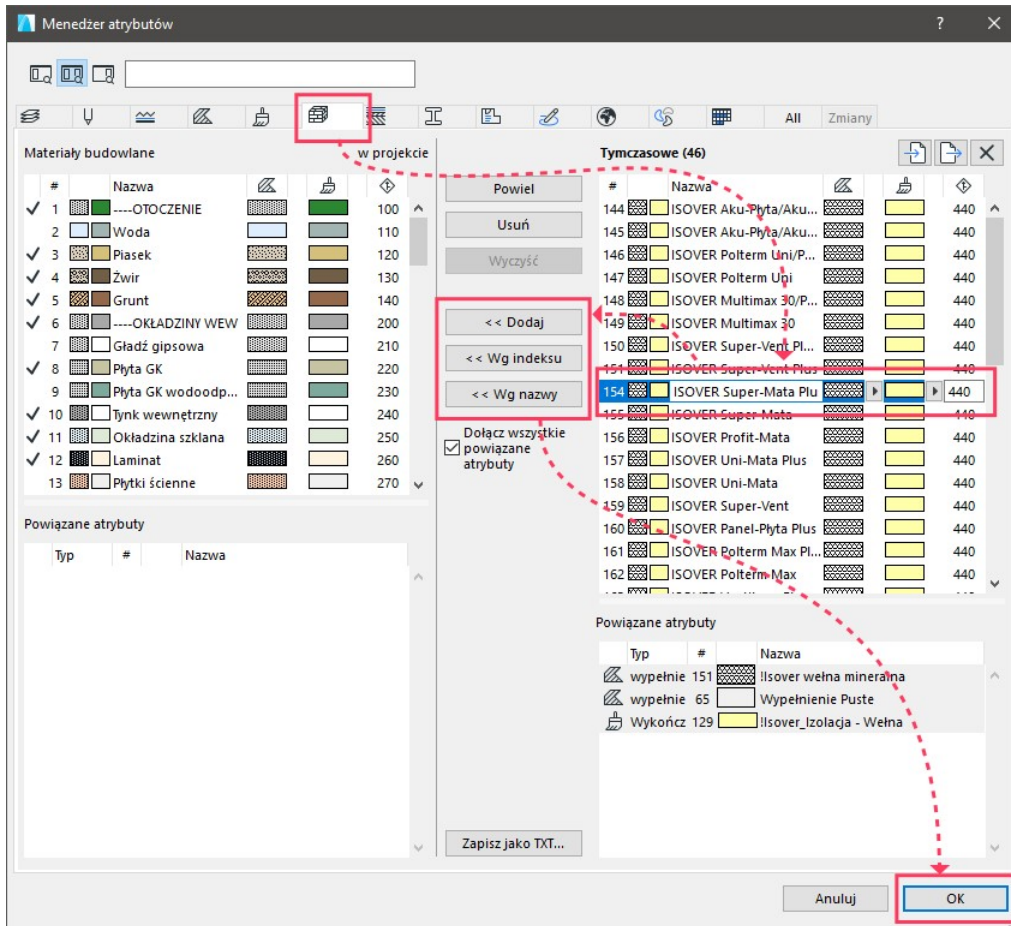 Menedżer atrybutów
All
Zmiany
Materiały budowlane
w projekcie
# Nazwa
1 ----OTOCZENIE 100
2 Woda 110
3 Piasek 120
4 Żwir 130
5 Grunt 140
6 ----OKŁADZINY WEW 200
7 Gładź gipsowa 210
8 Płyta GK 220
9 Płyta GK wodoodp... 230
10 Tynk wewnętrzny 240
11 Okładzina szklana 250
12 Laminat 260
13 Płytki ścienne 270
Powiązane atrybuty
Typ # Nazwa
Powiel
Usuń
Wyczyść
<< Dodaj
<< Wg indeksu
<< Wg nazwy
Dołącz wszystkie
powiązane
atrybuty
Zapisz jako TXT...
Tymczasowe (46)
# Nazwa
144 ISOVER Aku-Płyta/Aku... 440
145 ISOVER Aku-Płyta/Aku... 440
146 ISOVER Polterm Uni/P... 440
147 ISOVER Polterm Uni 440
148 ISOVER Multimax 30/P... 440
149 ISOVER Multimax 30 440
150 ISOVER Super-Vent Pl... 440
151 ISOVER Super-Vent Plus 440
154 ISOVER Super-Mata Plu 440
155 ISOVER Super-Mata 440
156 ISOVER Profit-Mata 440
157 ISOVER Uni-Mata Plus 440
158 ISOVER Uni-Mata 440
159 ISOVER Super-Vent 440
160 ISOVER Panel-Płyta Plus 440
161 ISOVER Polterm Max Pl... 440
162 ISOVER Polterm Max 440
Powiązane atrybuty
Typ # Nazwa
wypełnie 151 !Isover wełna mineralna
wypełnie 65 Wypełnienie Puste
Wykończ 129 !Isover_Izolacja - Wełna
Anuluj
OK